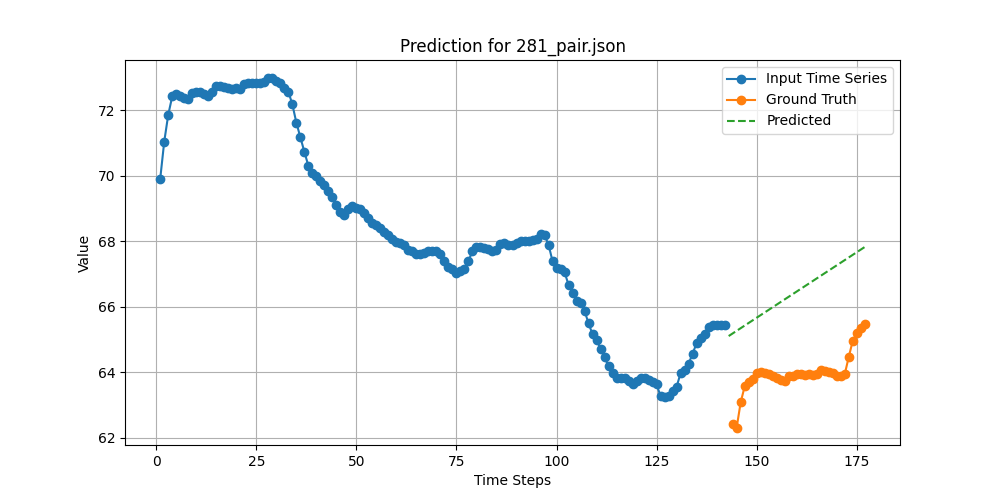 Prediction for 281_pair.json
Input Time Series
Ground Truth
Predicted
Value
72
70
68
66
64
62
0 25 50 75 100 125 150 175
Time Steps